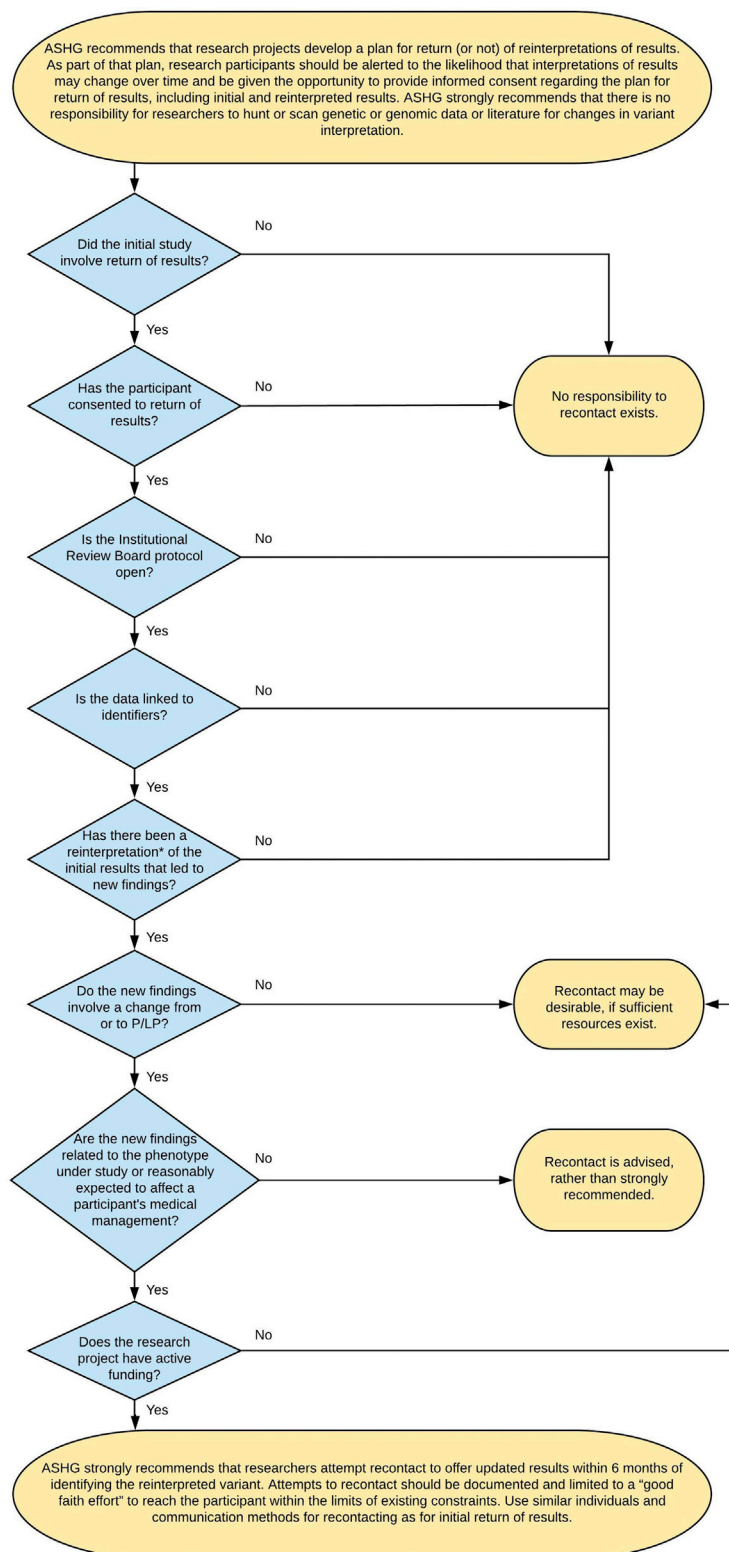 ASHG recommends that research projects develop a plan for return (or not) of reinterpretations of results.
As part of that plan, research participants should be alerted to the likelihood that interpretations of results
may change over time and be given the opportunity to provide informed consent regarding the plan for
return of results, including initial and reinterpreted results. ASHG strongly recommends that there is no
responsibility for researchers to hunt or scan genetic or genomic data or literature for changes in variant
interpretation.
No
Did the initial study
involve return of results?
Yes
No
Has the participant
consented to return of
results?
No responsibility to
recontact exists.
Yes
No
Is the Institutional
Review Board protocol
open?
Yes
No
Is the data linked to
identifiers?
Yes
No
Has there been a
reinterpretation* of the
initial results that led to
new findings?
Yes
No
Do the new findings
involve a change from
or to P/LP?
Recontact may be
desirable, if sufficient
resources exist.
Yes
No
Are the new findings
related to the phenotype
under study or reasonably
expected to affect a
participant's medical
management?
Recontact is advised,
rather than strongly
recommended.
Yes
No
Does the research
project have active
funding?
Yes
ASHG strongly recommends that researchers attempt recontact to offer updated results within 6 months of
identifying the reinterpreted variant. Attempts to recontact should be documented and limited to a “good
faith effort” to reach the participant within the limits of existing constraints. Use similar individuals and
communication methods for recontacting as for initial return of results.